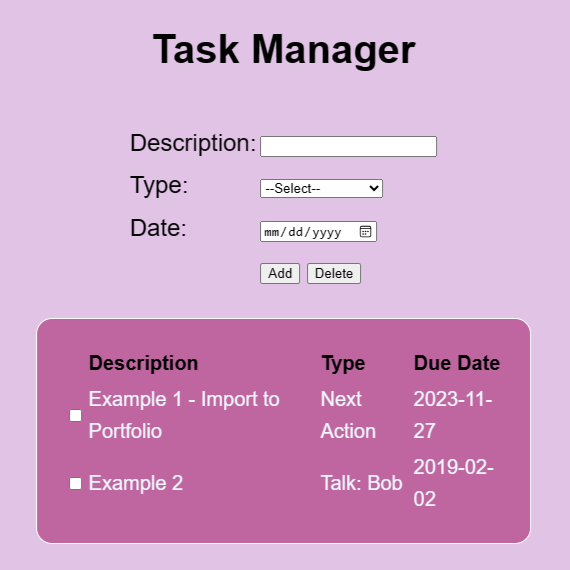 Task Manager
Description:
Type: --Select--
Date: mm/dd/yyyy
Add Delete
Description Type Due Date
Example 1 - Import to Next 2023-11-
Portfolio Action 27
Example 2 Talk: Bob 2019-02-
02